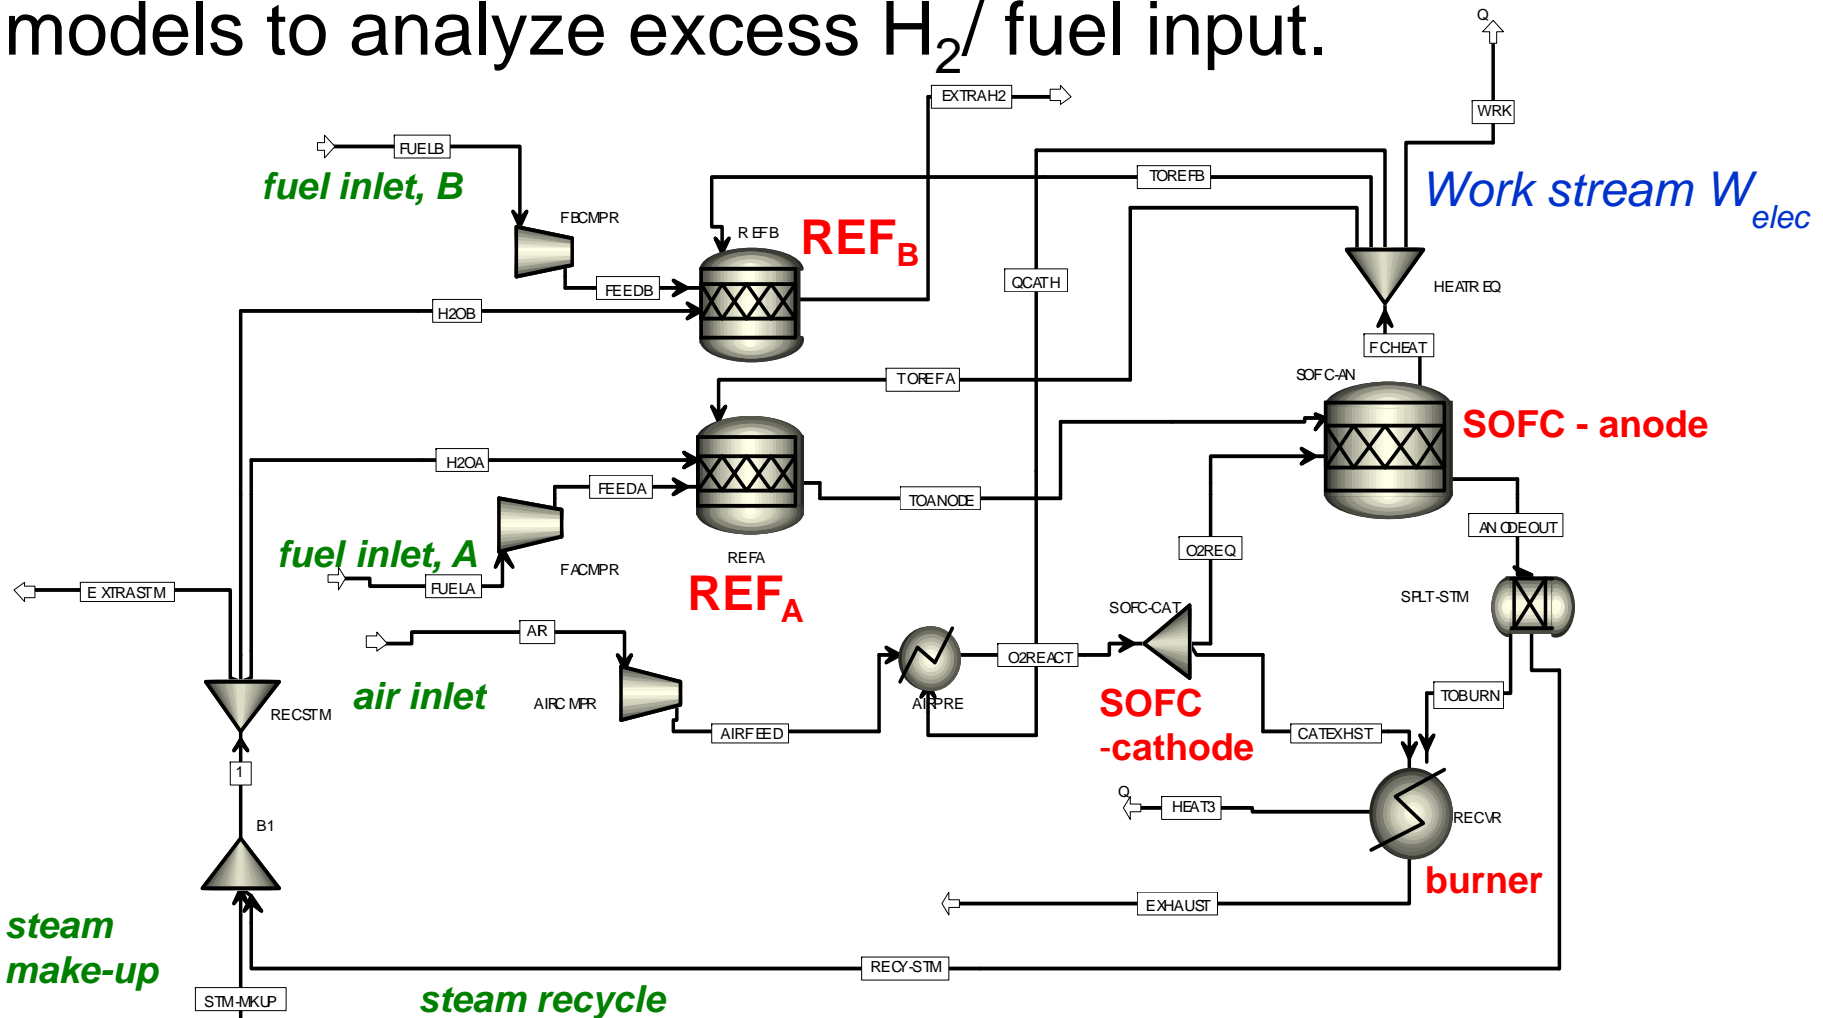 models to analyze excess H2/ fuel input.
Q
EXTRAH2
WRK
FUELB
fuel inlet, B
TOREFB
Work stream Welec
FBCMPR
REFB
REFB
QCATH
HEATREQ
FEEDB
H2OB
FCHEAT
SOFC-AN
TOREFA
SOFC - anode
H2OA
FEEDA
TOANODE
ANODEOUT
fuel inlet, A
O2REQ
REFA
FACMPR
EXTRASTM
FUELA
REFA
SPLT-STM
SOFC-CAT
AIR
O2REACT
air inlet
AIRCMPR
AIRPRE
SOFC
-cathode
TOBURN
RECSTM
AIRFEED
CATEXHST
1
Q
HEAT3
RECVR
B1
burner
EXHAUST
steam
make-up
RECY-STM
STM-MKUP
steam recycle